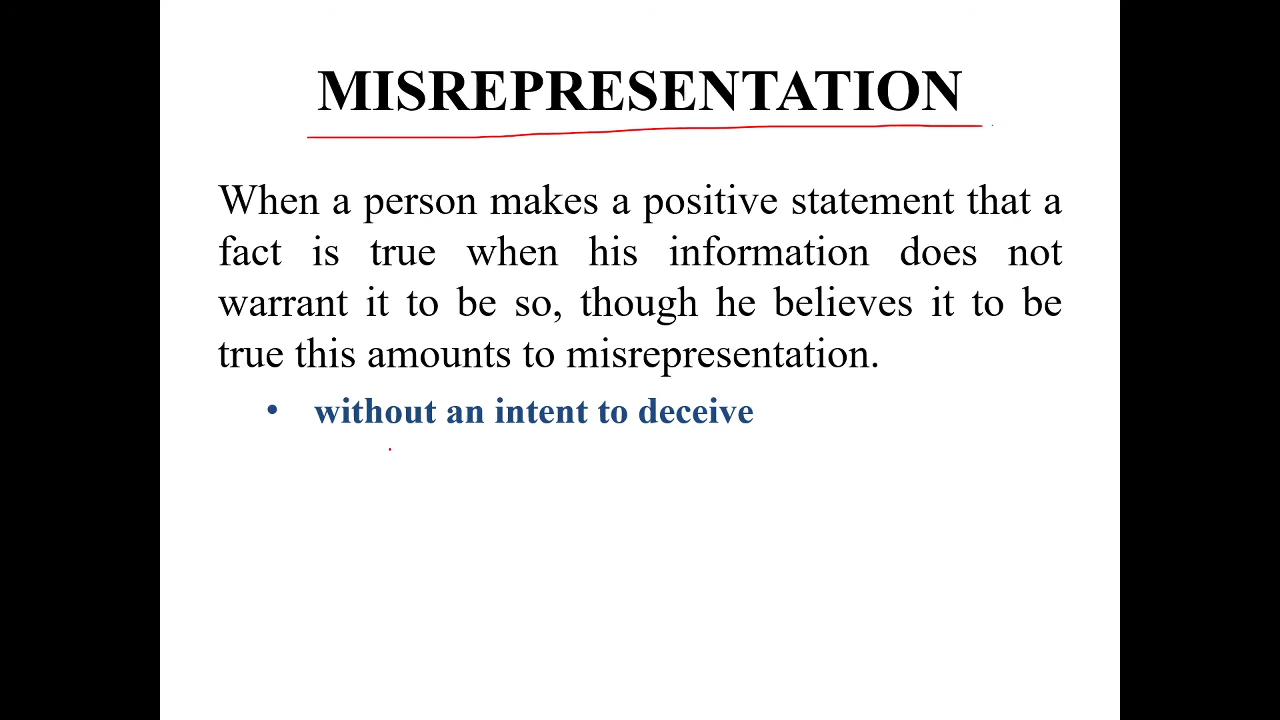 MISREPRESENTATION
When a person makes a positive statement that a
fact is true when his information does not
warrant it to be so, though he believes it to be
true this amounts to misrepresentation.
• without an intent to deceive